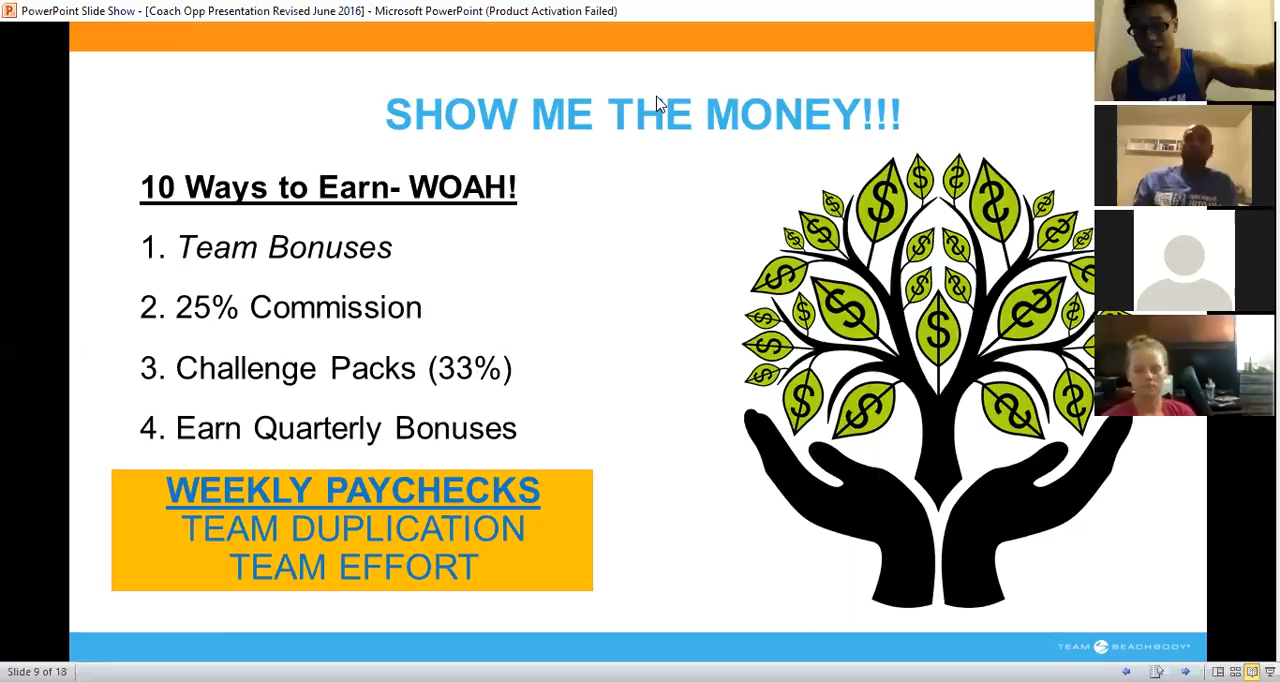 PowerPoint Slide Show - [Coach Opp Presentation Revised June 2016] - Microsoft PowerPoint (Product Activation Failed)
SHOW ME THE MONEY!!!
10 Ways to Earn- WOAH!
1. Team Bonuses
2. 25% Commission
3. Challenge Packs (33%)
4. Earn Quarterly Bonuses
WEEKLY PAYCHECKS
TEAM DUPLICATION
TEAM EFFORT
TEAM BEACHBODY
Slide 9 of 18